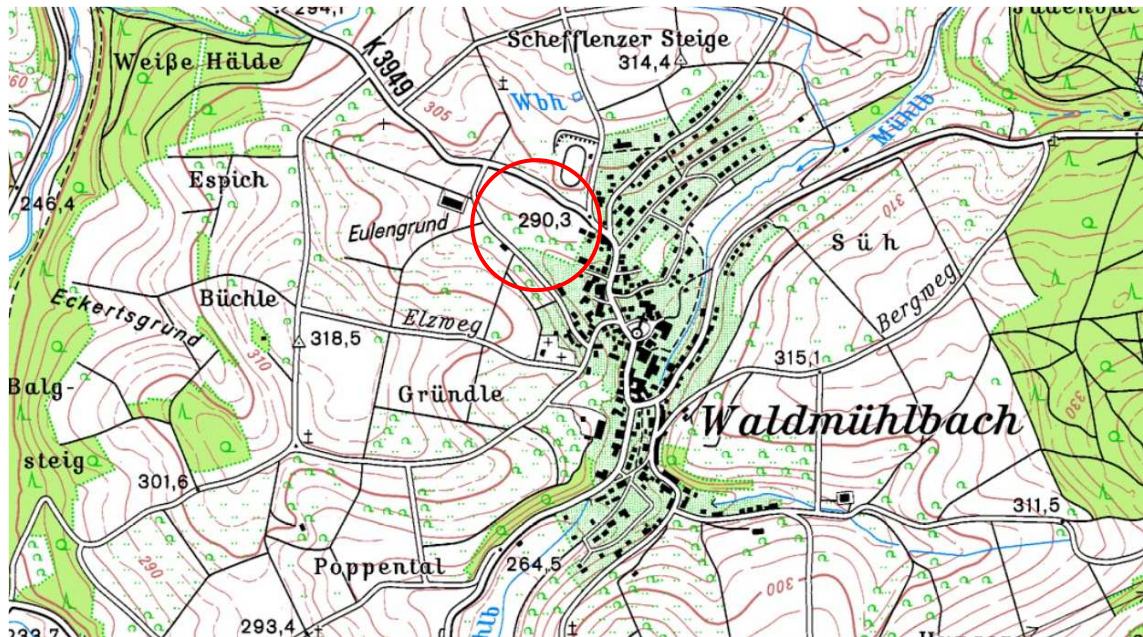 294,1
Schefflenzer Steige
314,4
Weiße Hälde
K 3949
305
Wbh
Mühlb
Espich
246,4
Eulengrund
290,3
310
Süh
Bergweg
Büchle
Eckertsgrund
Elzweg
318,5
310
315,1
Balg-
steig
Gründle
Waldmühlbach
330
301,6
311,5
290
Poppental
264,5
300
293,4